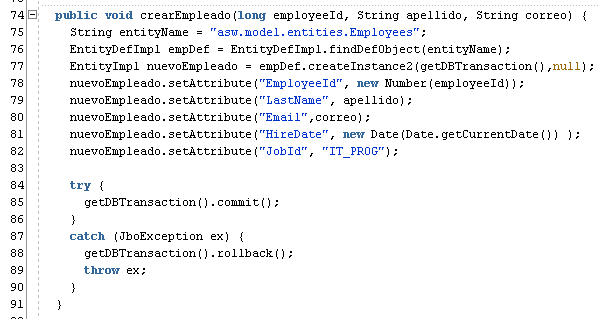 74 public void crearEmpleado(long employeeId, String apellido, String correo) {
75 String entityName = "asw.model.entities.Employees";
76 EntityDefImpl empDef = EntityDefImpl.findDefObject(entityName);
77 EntityImpl nuevoEmpleado = empDef.createInstance2(getDBTransaction(),null);
78 nuevoEmpleado.setAttribute("EmployeeId", new Number(employeeId));
79 nuevoEmpleado.setAttribute("LastName", apellido);
80 nuevoEmpleado.setAttribute("Email",correo);
81 nuevoEmpleado.setAttribute("HireDate", new Date(Date.getCurrentDate()) );
82 nuevoEmpleado.setAttribute("JobId", "IT_PROG");
83
84 try {
85 getDBTransaction().commit();
86 }
87 catch (JboException ex) {
88 getDBTransaction().rollback();
89 throw ex;
90 }
91 }